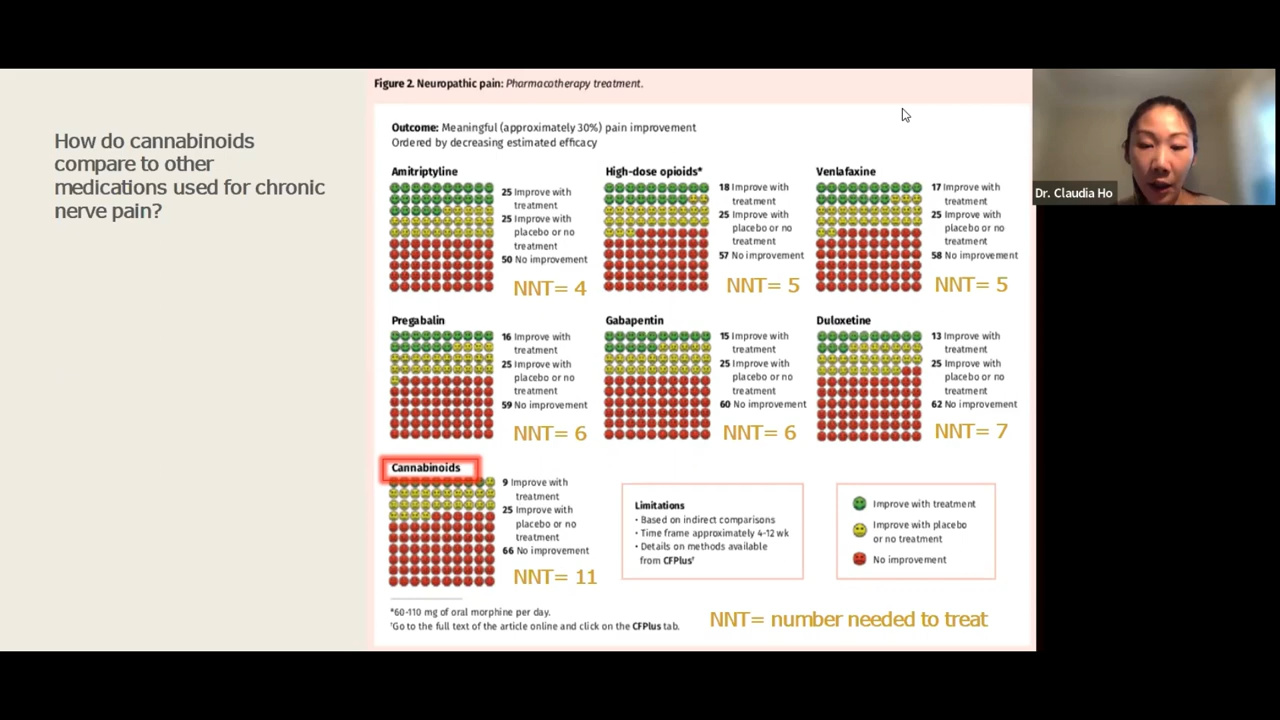 How do cannabinoids
compare to other
medications used for chronic
nerve pain?
Figure 2. Neuropathic pain: Pharmacotherapy treatment.
Outcome: Meaningful (approximately 30%) pain improvement
Ordered by decreasing estimated efficacy
Amitriptyline
25 Improve with
treatment
25 Improve with
placebo or no
treatment
50 No improvement
NNT= 4
High-dose opioids*
18 Improve with
treatment
25 Improve with
placebo or no
treatment
57 No improvement
NNT= 5
Venlafaxine
17 Improve with
treatment
25 Improve with
placebo or no
treatment
58 No improvement
NNT= 5
Pregabalin
16 Improve with
treatment
25 Improve with
placebo or no
treatment
59 No improvement
NNT= 6
Gabapentin
15 Improve with
treatment
25 Improve with
placebo or no
treatment
60 No improvement
NNT= 6
Duloxetine
13 Improve with
treatment
25 Improve with
placebo or no
treatment
62 No improvement
NNT= 7
Cannabinoids
9 Improve with
treatment
25 Improve with
placebo or no
treatment
66 No improvement
NNT= 11
Limitations
• Based on indirect comparisons
• Time frame approximately 4-12 wk
• Details on methods available
from CFPlus†
Improve with treatment
Improve with placebo
or no treatment
No improvement
*60-110 mg of oral morphine per day.
†Go to the full text of the article online and click on the CFPlus tab.
NNT= number needed to treat
Dr. Claudia Ho